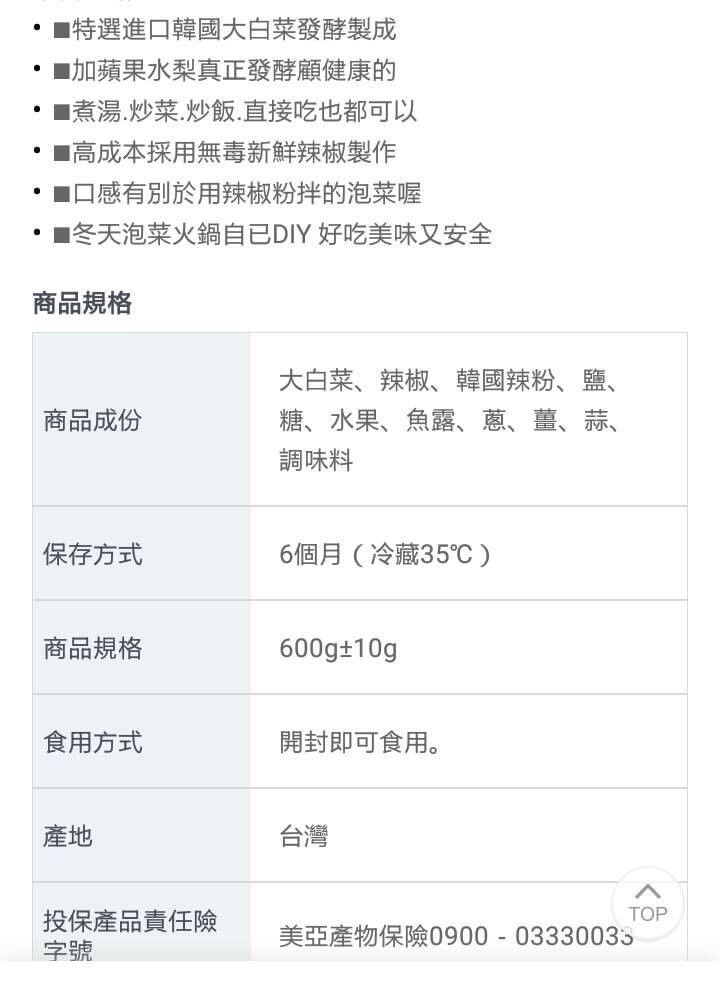 ■特選進口韓國大白菜發酵製成
■加蘋果水梨真正發酵顧健康的
■煮湯.炒菜.炒飯.直接吃也都可以
■高成本採用無毒新鮮辣椒製作
■口感有別於用辣椒粉拌的泡菜喔
■冬天泡菜火鍋自已DIY 好吃美味又安全
商品規格
商品成份
大白菜、辣椒、韓國辣粉、鹽、
糖、水果、魚露、蔥、薑、蒜、
調味料
保存方式
6個月（冷藏35℃）
商品規格
600g±10g
食用方式
開封即可食用。
產地
台灣
投保產品責任險
字號
美亞產物保險0900 - 03330033
TOP